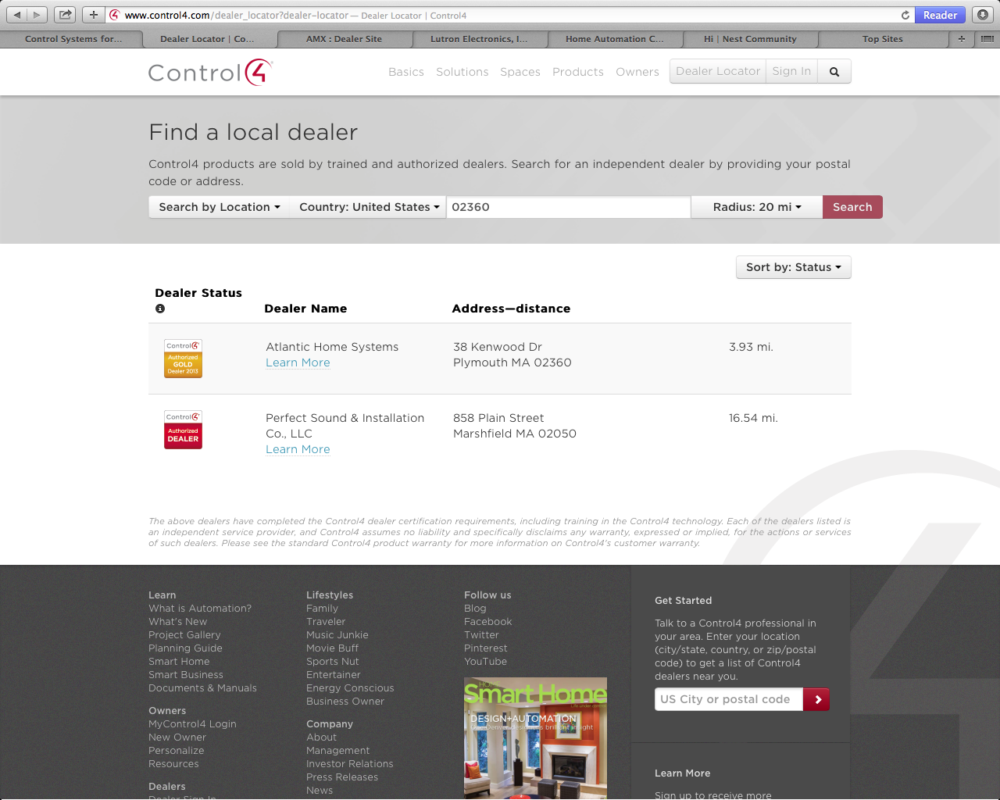 www.control4.com/dealer_locator?dealer-locator — Dealer Locator | Control4
Reader
Control Systems for...
Dealer Locator | Co...
AMX : Dealer Site
Lutron Electronics, I...
Home Automation C...
Hi | Nest Community
Top Sites
Control4
Basics
Solutions
Spaces
Products
Owners
Dealer Locator
Sign In
Find a local dealer
Control4 products are sold by trained and authorized dealers. Search for an independent dealer by providing your postal
code or address.
Search by Location
Country: United States
02360
Radius: 20 mi
Search
Sort by: Status
Dealer Status
Dealer Name
Address—distance
Control4
Authorized
GOLD
Dealer 2013
Atlantic Home Systems
Learn More
38 Kenwood Dr
Plymouth MA 02360
3.93 mi.
Control4
Authorized
DEALER
Perfect Sound & Installation
Co., LLC
Learn More
858 Plain Street
Marshfield MA 02050
16.54 mi.
The above dealers have completed the Control4 dealer certification requirements, including training in the Control4 technology. Each of the dealers listed is
an independent service provider, and Control4 assumes no liability and specifically disclaims any warranty, expressed or implied, for the actions or services
of such dealers. Please see the standard Control4 product warranty for more information on Control4's customer warranty.
Learn
What is Automation?
What's New
Project Gallery
Planning Guide
Smart Home
Smart Business
Documents & Manuals
Owners
MyControl4 Login
New Owner
Personalize
Resources
Dealers
Dealer Sign In
Lifestyles
Family
Traveler
Music Junkie
Movie Buff
Sports Nut
Entertainer
Energy Conscious
Business Owner
Company
About
Management
Investor Relations
Press Releases
News
Follow us
Blog
Facebook
Twitter
Pinterest
YouTube
HOME
Smart Home
Life under control
DESIGN+AUTOMATION
One Denver designer's brilliant insight
Get Started
Talk to a Control4 professional in
your area. Enter your location
(city/state, country, or zip/postal
code) to get a list of Control4
dealers near you.
US City or postal code
Learn More
Sign up to receive more